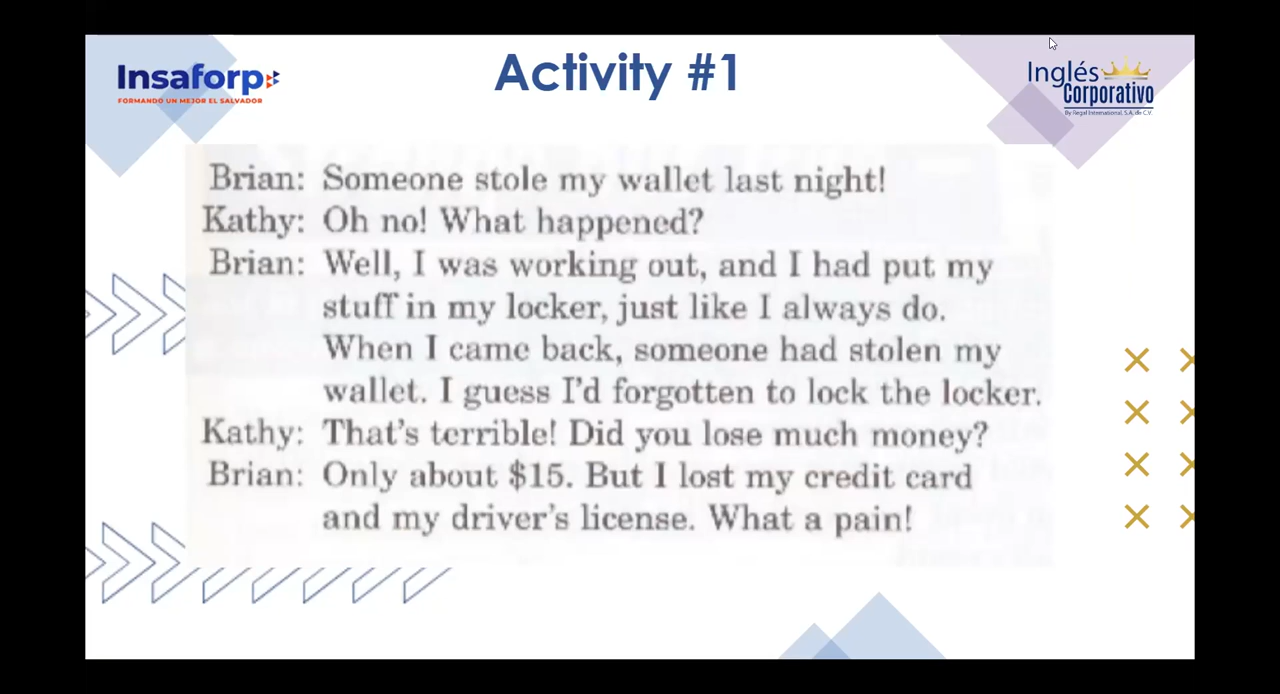 Insaforp
FORMANDO UN MEJOR EL SALVADOR
Activity #1
Inglés
Corporativo
By Regal International, S.A. de C.V.
Brian: Someone stole my wallet last night!
Kathy: Oh no! What happened?
Brian: Well, I was working out, and I had put my
stuff in my locker, just like I always do.
When I came back, someone had stolen my
wallet. I guess I'd forgotten to lock the locker.
Kathy: That's terrible! Did you lose much money?
Brian: Only about $15. But I lost my credit card
and my driver's license. What a pain!